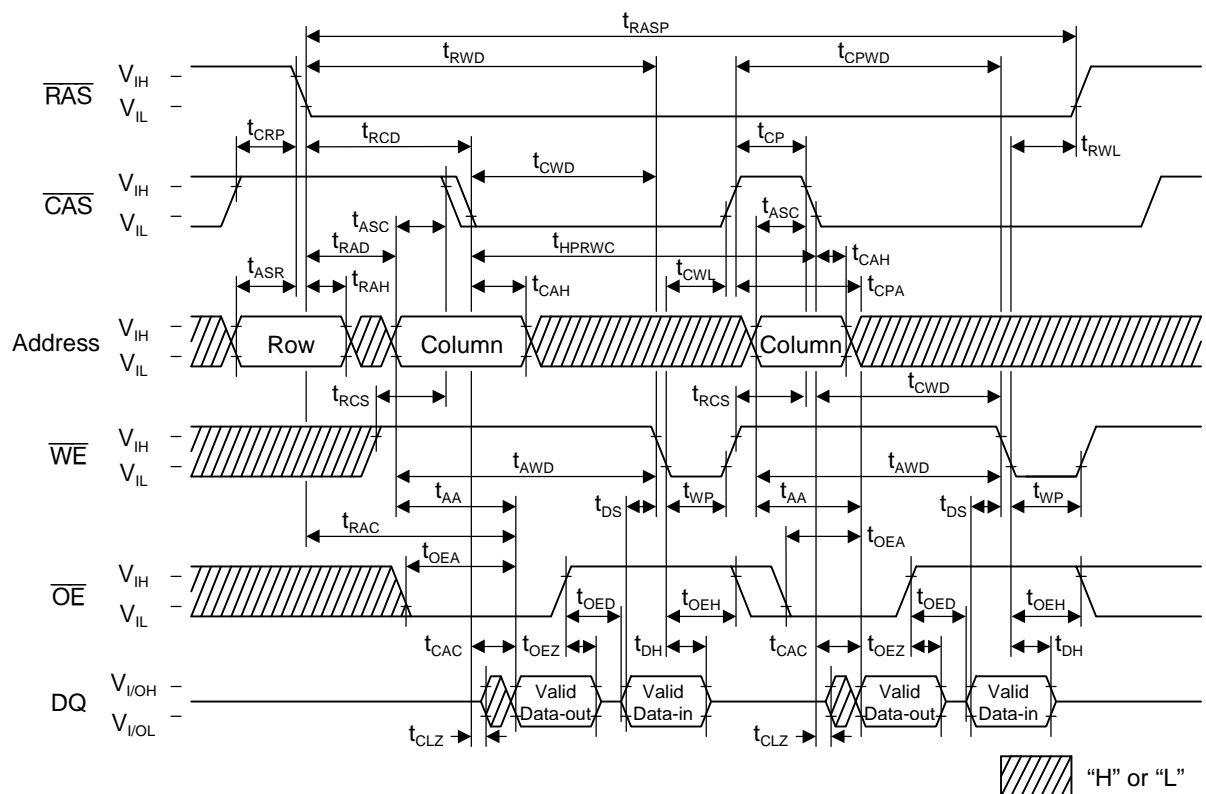 tRASP
tRWD tCPWD
RAS VIH
VIL
tCRP tRCD tCP tRWL
tCWD
CAS VIH
VIL
tASC tASC
tRAD tHPRWC tCAH
tASR tRAH tCAH tCWL tCPA
Address VIH
VIL
Row Column Column
tRCS tRCS tCWD
WE VIH
VIL
tAWD tAWD
tAA tDS tWP tAA tDS tWP
tRAC
tOEA tOEA
OE VIH
VIL
tOED tOEH tOED tOEH
tCAC tOEZ tDH tCAC tOEZ tDH
DQ VI/OH
VI/OL
Valid Data-out
Valid Data-in
Valid Data-out
Valid Data-in
tCLZ tCLZ
“H” or “L”